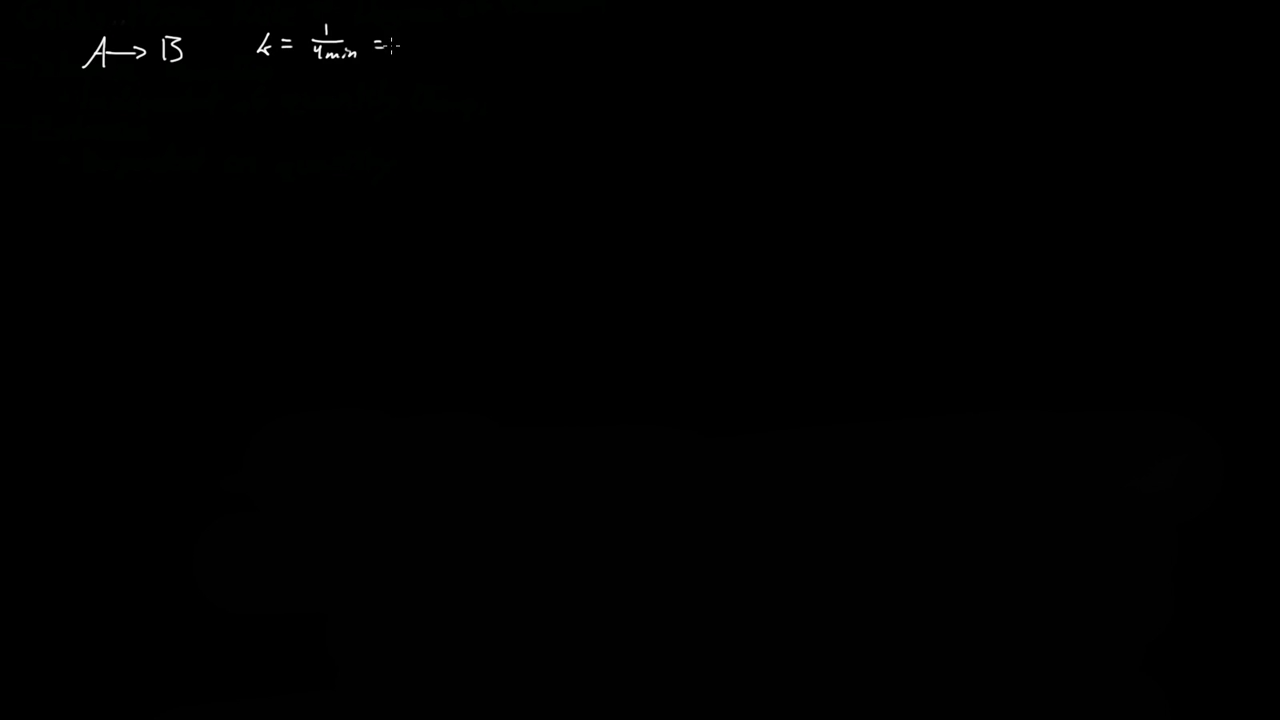 A → B k = 1/4min =